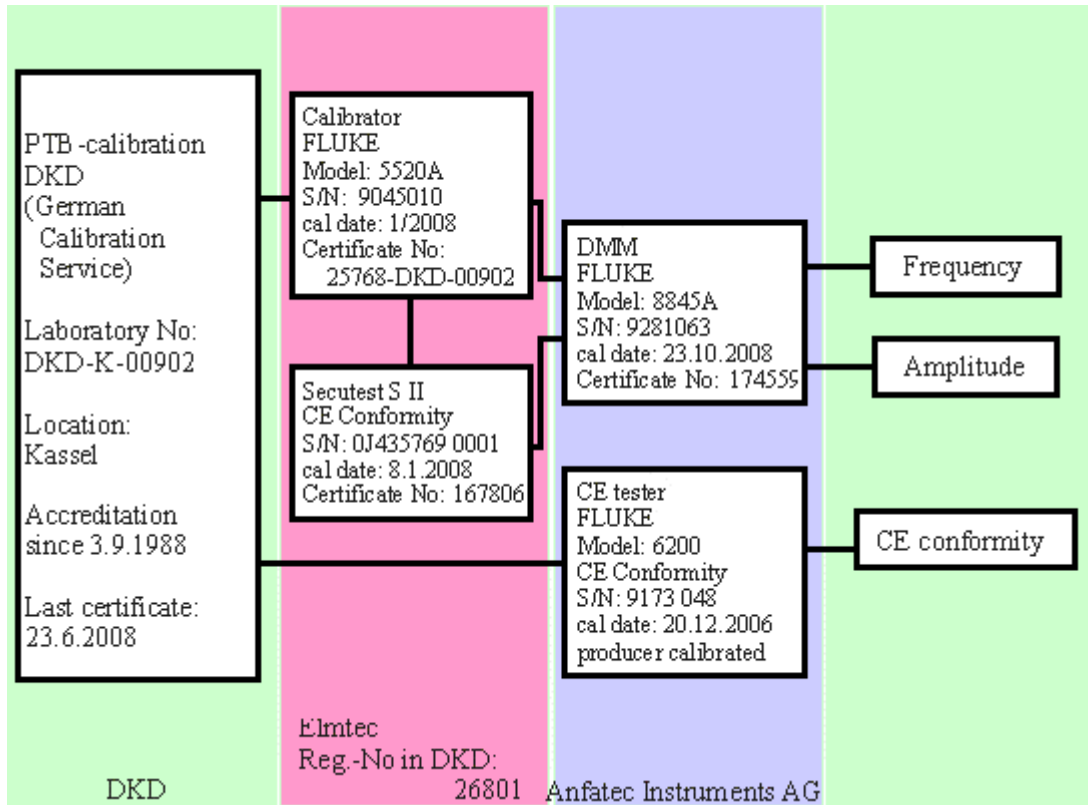 PTB-calibration
DKD
(German
Calibration
Service)
Laboratory No:
DKD-K-00902
Location:
Kassel
Accreditation
since 3.9.1988
Last certificate:
23.6.2008
DKD
Calibrator
FLUKE
Model: 5520A
S/N: 9045010
cal date: 1/2008
Certificate No:
25768-DKD-00902
Secutest S II
CE Conformity
S/N: 0J435769 0001
cal date: 8.1.2008
Certificate No: 167806
Elmtec
Reg.-No in DKD:
26801
DMM
FLUKE
Model: 8845A
S/N: 9281063
cal date: 23.10.2008
Certificate No: 174559
CE tester
FLUKE
Model: 6200
CE Conformity
S/N: 9173 048
cal date: 20.12.2006
producer calibrated
Anfatec Instruments AG
Frequency
Amplitude
CE conformity